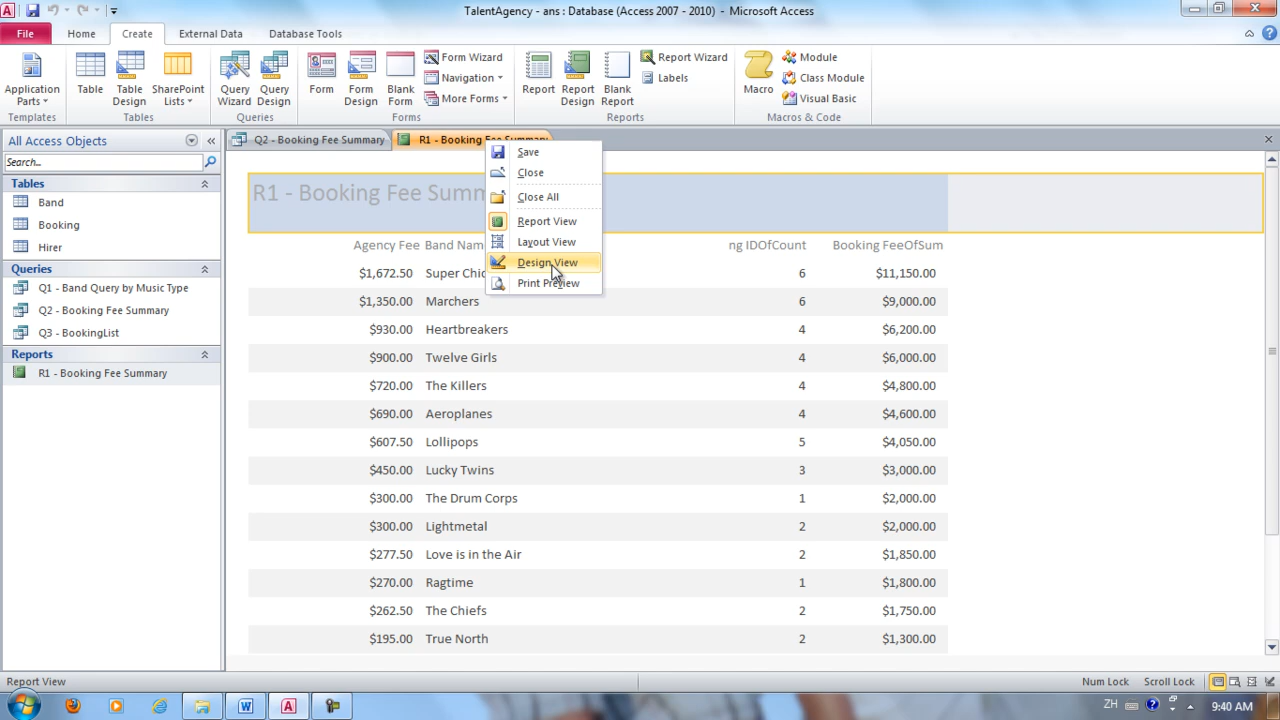 TalentAgency - ans : Database (Access 2007 - 2010) - Microsoft Access
File Home Create External Data Database Tools
Application Parts Table Table Design SharePoint Lists Query Wizard Query Design Form Form Design Blank Form Form Wizard Navigation More Forms Report Report Design Blank Report Report Wizard Labels Macro Module Class Module Visual Basic
Templates Tables Queries Forms Reports Macros & Code
All Access Objects
Search...
Tables
Band
Booking
Hirer
Queries
Q1 - Band Query by Music Type
Q2 - Booking Fee Summary
Q3 - BookingList
Reports
R1 - Booking Fee Summary
Q2 - Booking Fee Summary R1 - Booking Fee Summary
Save
Close
Close All
Report View
Layout View
Design View
Print Preview
R1 - Booking Fee Summ
Agency Fee Band Name ng IDOfCount Booking FeeOfSum
$1,672.50 Super Chic 6 $11,150.00
$1,350.00 Marchers 6 $9,000.00
$930.00 Heartbreakers 4 $6,200.00
$900.00 Twelve Girls 4 $6,000.00
$720.00 The Killers 4 $4,800.00
$690.00 Aeroplanes 4 $4,600.00
$607.50 Lollipops 5 $4,050.00
$450.00 Lucky Twins 3 $3,000.00
$300.00 The Drum Corps 1 $2,000.00
$300.00 Lightmetal 2 $2,000.00
$277.50 Love is in the Air 2 $1,850.00
$270.00 Ragtime 1 $1,800.00
$262.50 The Chiefs 2 $1,750.00
$195.00 True North 2 $1,300.00
Report View Num Lock Scroll Lock
ZH 9:40 AM